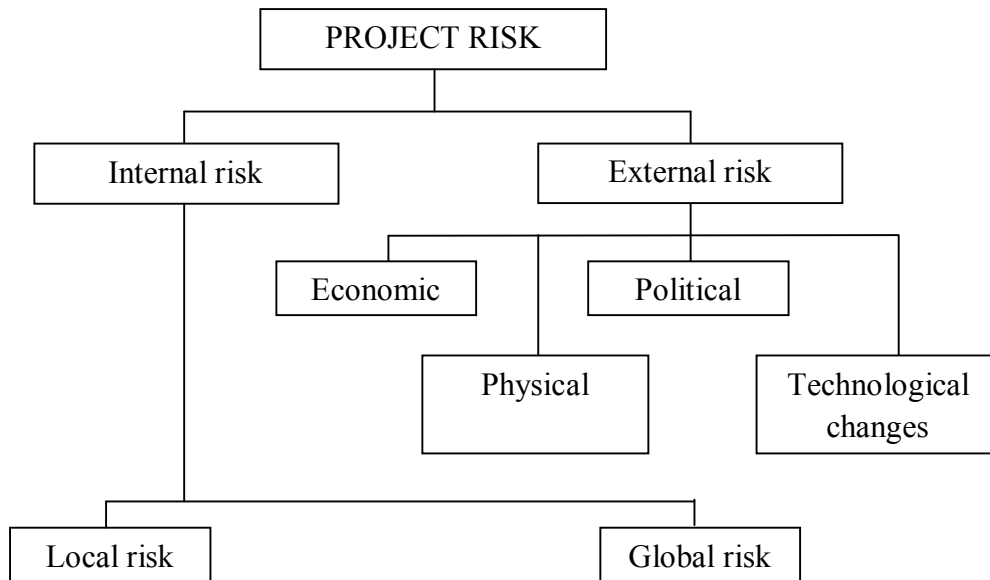 PROJECT RISK
Internal risk
External risk
Economic
Political
Physical
Technological
changes
Local risk
Global risk